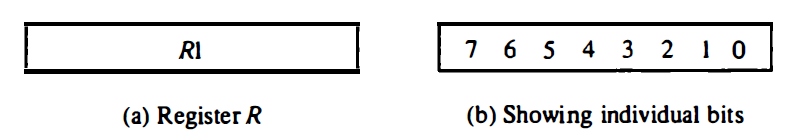 R1
7 6 5 4 3 2 1 0
(a) Register R
(b) Showing individual bits